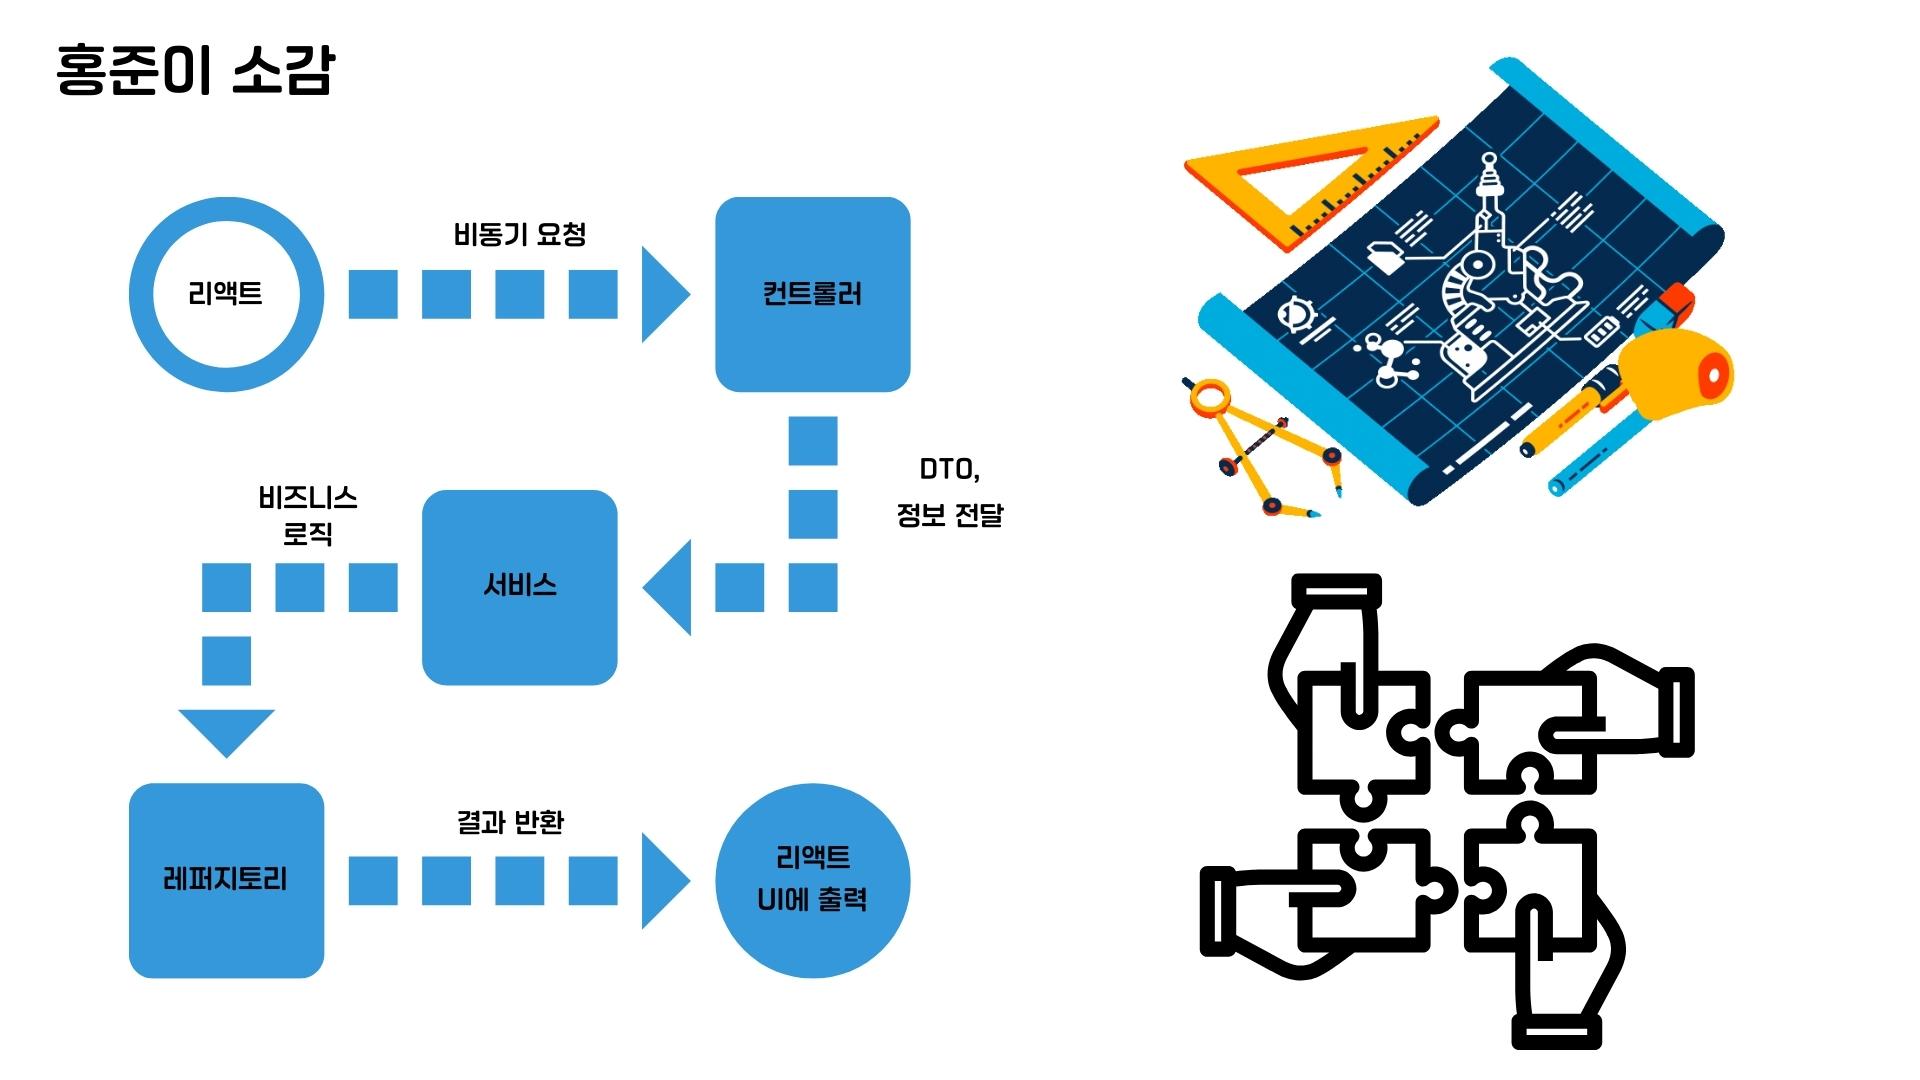 홍준이 소감
리액트
비동기 요청
컨트롤러
DTO,
정보 전달
서비스
비즈니스
로직
레퍼지토리
결과 반환
리액트
UI에 출력